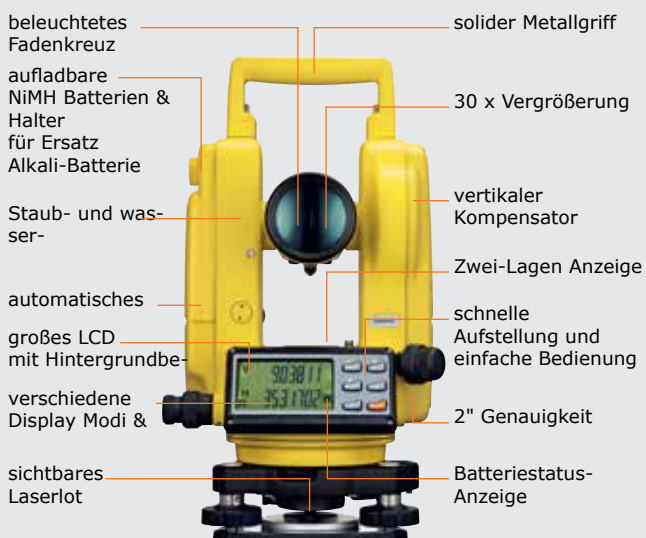 beleuchtetes
Fadenkreuz
aufladbare
NiMH Batterien &
Halter
für Ersatz
Alkali-Batterie
Staub- und was-
ser-
automatisches
großes LCD
mit Hintergrundbe-
verschiedene
Display Modi &
sichtbares
Laserlot
solider Metallgriff
30 x Vergrößerung
vertikaler
Kompensator
Zwei-Lagen Anzeige
schnelle
Aufstellung und
einfache Bedienung
2" Genauigkeit
Batteriestatus-
Anzeige
903811